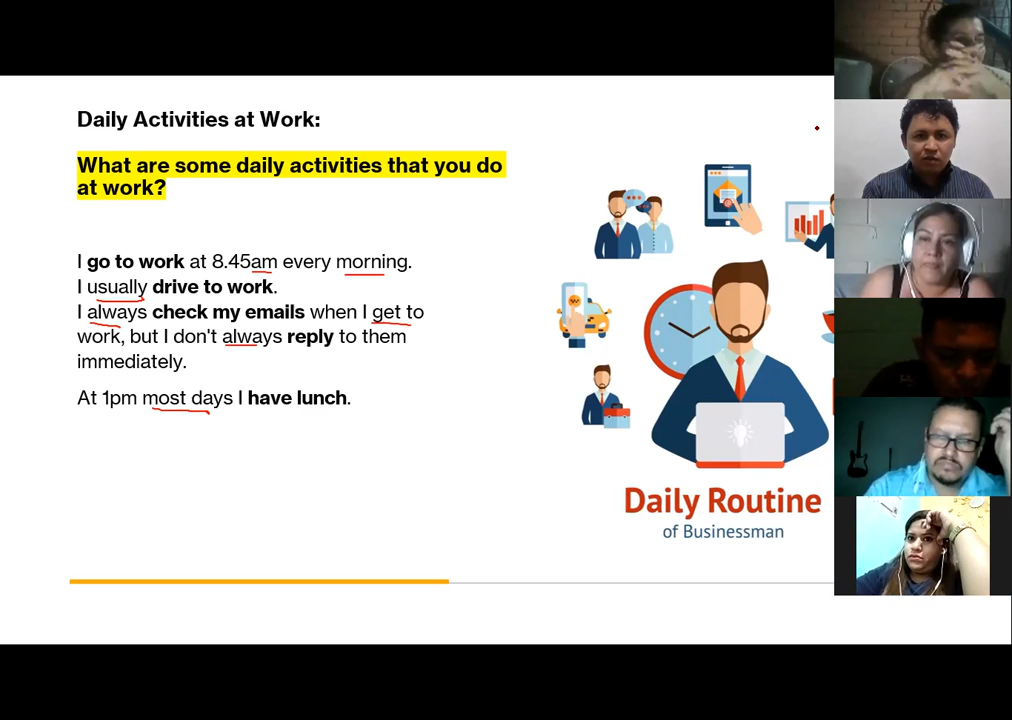 Daily Activities at Work:
What are some daily activities that you do
at work?
I go to work at 8.45am every morning.
I usually drive to work.
I always check my emails when I get to
work, but I don't always reply to them
immediately.
At 1pm most days I have lunch.
Daily Routine
of Businessman